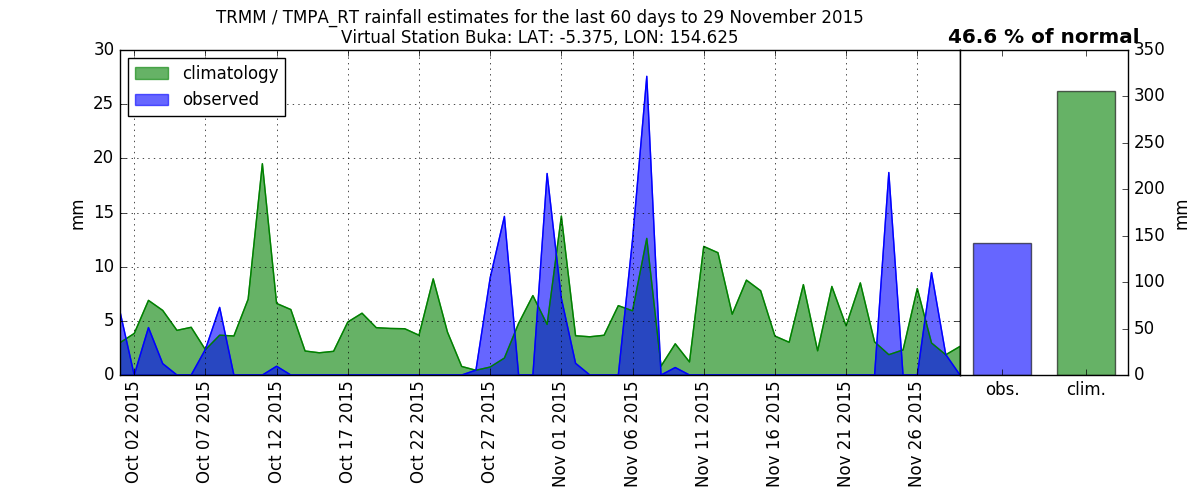 TRMM / TMPA_RT rainfall estimates for the last 60 days to 29 November 2015
Virtual Station Buka: LAT: -5.375, LON: 154.625
46.6 % of normal
climatology
observed
mm
30
25
20
15
10
5
0
Oct 02 2015
Oct 07 2015
Oct 12 2015
Oct 17 2015
Oct 22 2015
Oct 27 2015
Nov 01 2015
Nov 06 2015
Nov 11 2015
Nov 16 2015
Nov 21 2015
Nov 26 2015
obs.
clim.
350
300
250
200
150
100
50
0
mm